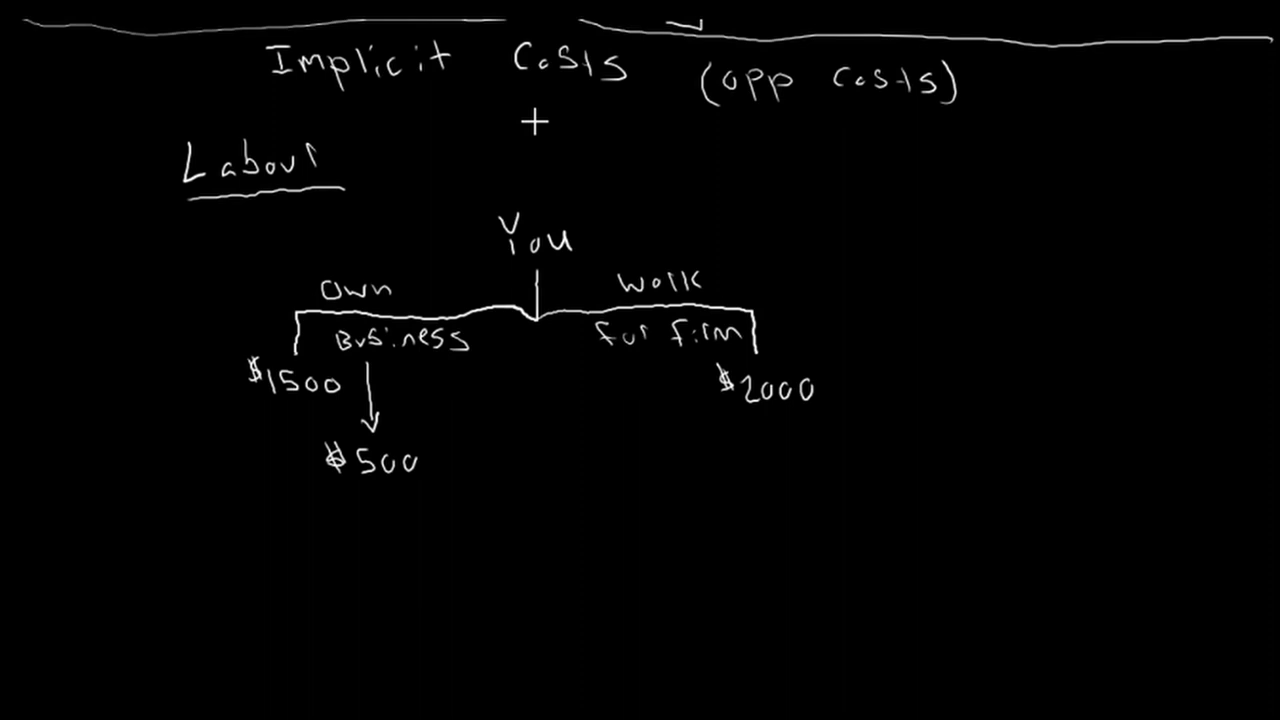 Implicit Costs (opp costs)
+
Labour
You
Own Work
Business for firm
$1500 $2000
$500